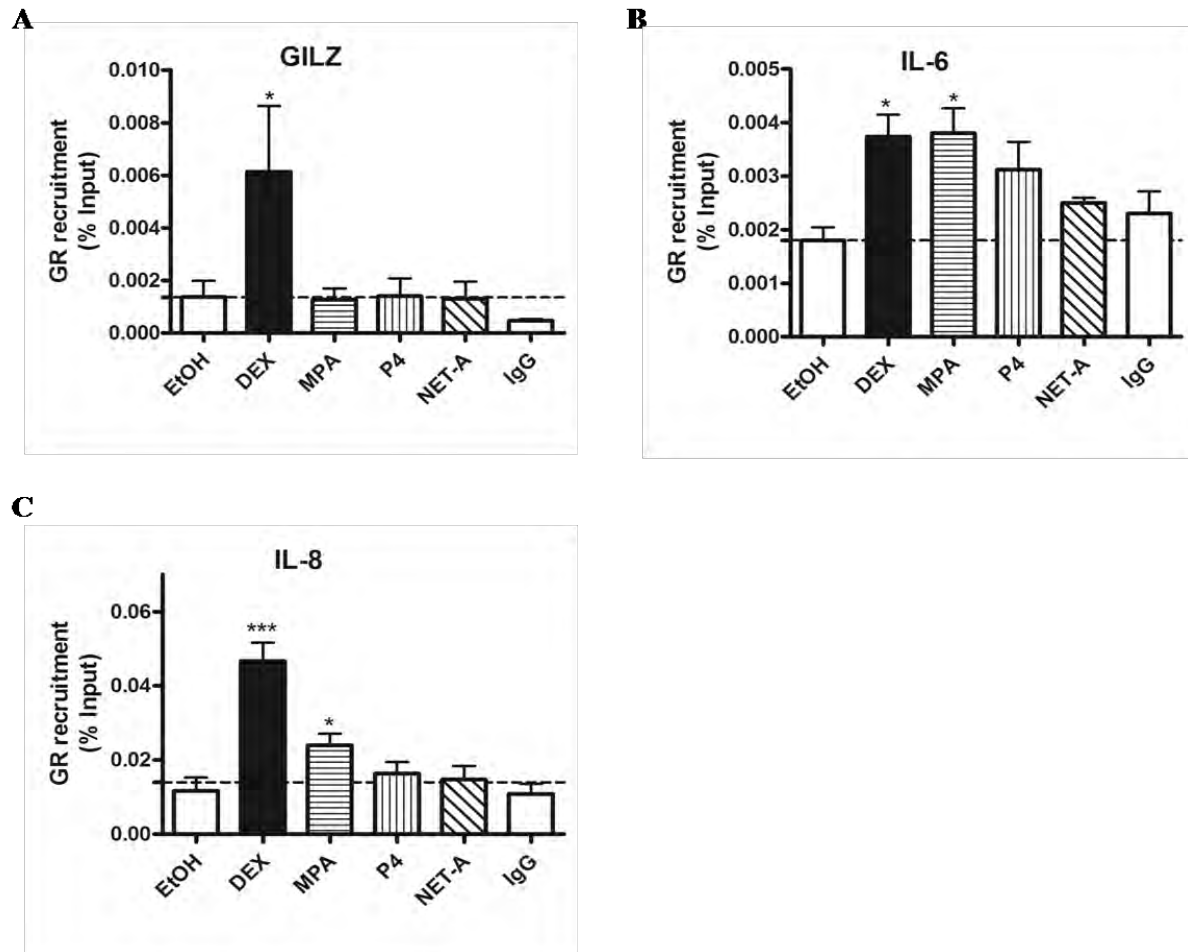 A
GILZ
GR recruitment
(% Input)
0.010
0.008
0.006
0.004
0.002
0.000
*
EtOH
DEX
MPA
P4
NET-A
IgG
B
IL-6
GR recruitment
(% Input)
0.005
0.004
0.003
0.002
0.001
0.000
*
*
EtOH
DEX
MPA
P4
NET-A
IgG
C
IL-8
GR recruitment
(% Input)
0.06
0.04
0.02
0.00
***
*
EtOH
DEX
MPA
P4
NET-A
IgG